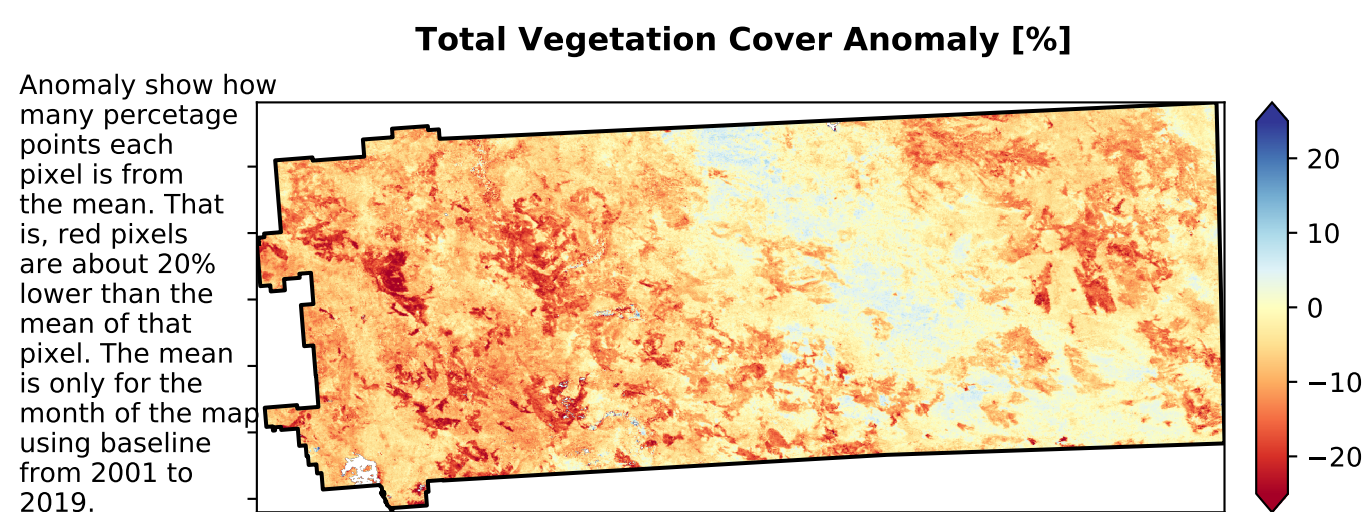 Total Vegetation Cover Anomaly [%]
Anomaly show how
many percetage
points each
pixel is from
the mean. That
is, red pixels
are about 20%
lower than the
mean of that
pixel. The mean
is only for the
month of the map
using baseline
from 2001 to
2019.
20
10
0
−10
−20